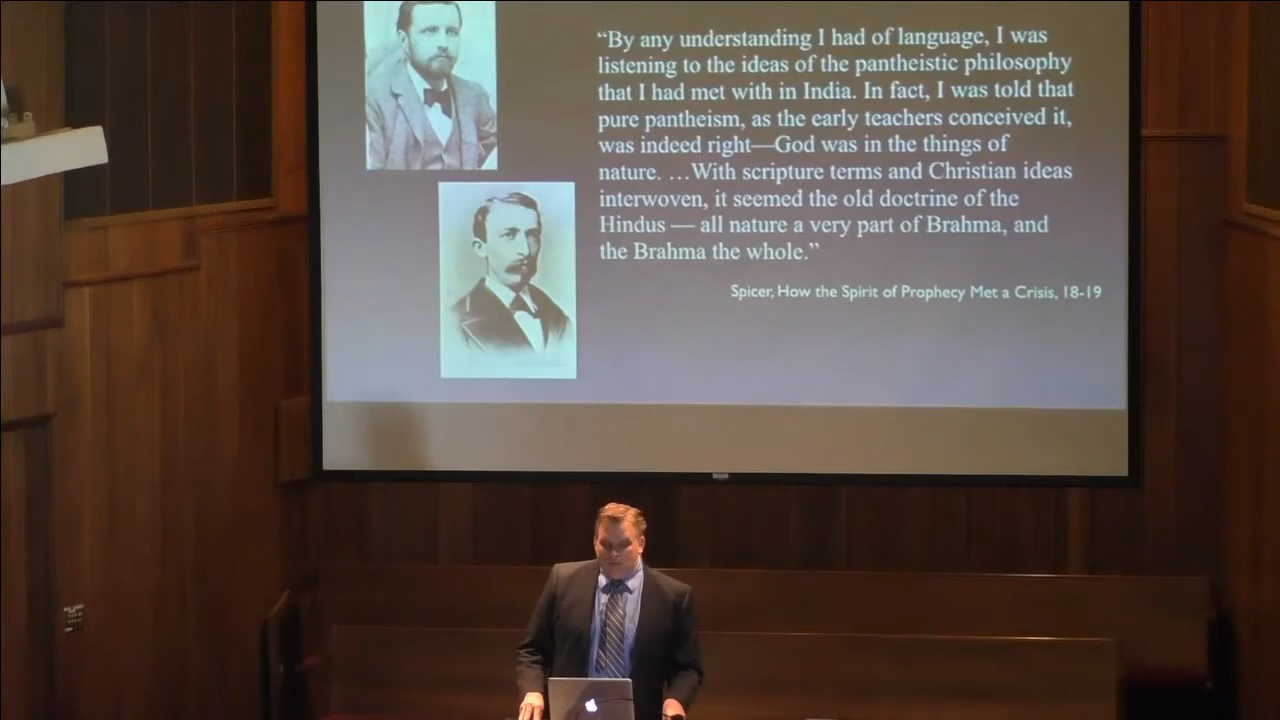 “By any understanding I had of language, I was
listening to the ideas of the pantheistic philosophy
that I had met with in India. In fact, I was told that
pure pantheism, as the early teachers conceived it,
was indeed right—God was in the things of
nature. …With scripture terms and Christian ideas
interwoven, it seemed the old doctrine of the
Hindus — all nature a very part of Brahma, and
the Brahma the whole.”
Spicer, How the Spirit of Prophecy Met a Crisis, 18-19